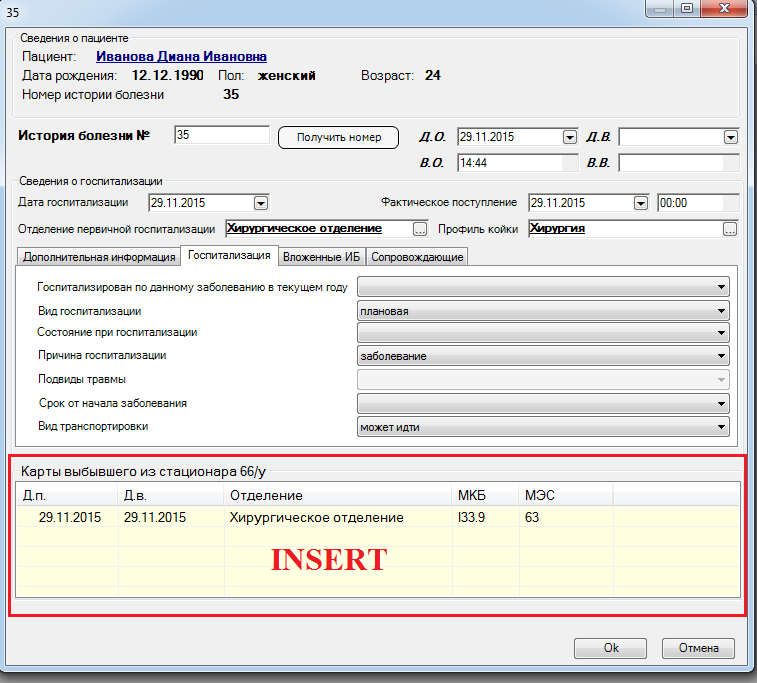 35
Сведения о пациенте
Пациент: Иванова Диана Ивановна
Дата рождения: 12.12.1990 Пол: женский Возраст: 24
Номер истории болезни 35
История болезни № 35 Получить номер Д.О. 29.11.2015 Д.В.
В.О. 14:44 В.В.
Сведения о госпитализации
Дата госпитализации 29.11.2015 Фактическое поступление 29.11.2015 00:00
Отделение первичной госпитализации Хирургическое отделение ... Профиль койки Хирургия ...
Дополнительная информация Госпитализация Вложенные ИБ Сопровождающие
Госпитализирован по данному заболеванию в текущем году
Вид госпитализации плановая
Состояние при госпитализации
Причина госпитализации заболевание
Подвиды травмы
Срок от начала заболевания
Вид транспортировки может идти
Карты выбывшего из стационара 66/у
Д.п. Д.в. Отделение МКБ МЭС
29.11.2015 29.11.2015 Хирургическое отделение I33.9 63
INSERT
Ok Отмена